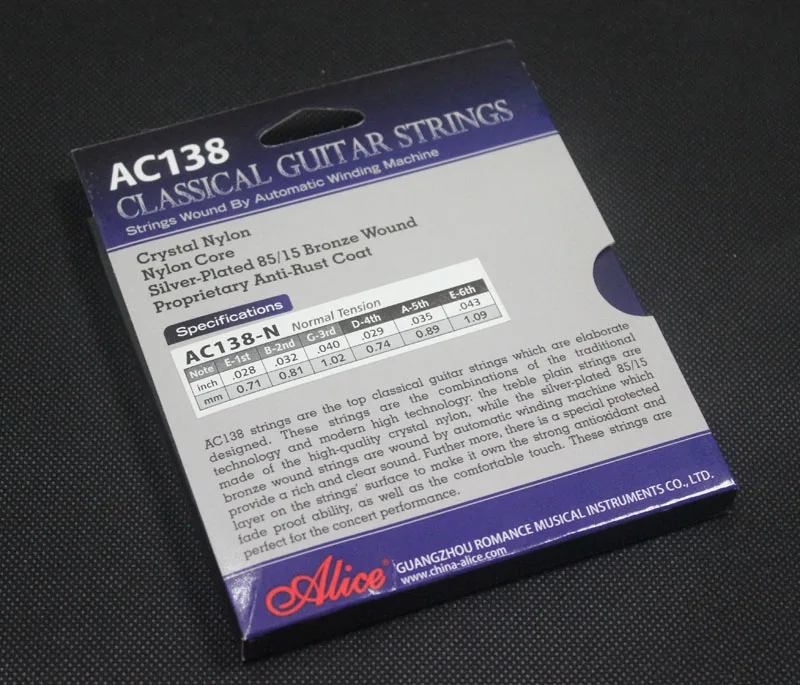 AC138
CLASSICAL GUITAR STRINGS
Strings Wound By Automatic Winding Machine
Crystal Nylon
Nylon Core
Silver-Plated 85/15 Bronze Wound
Proprietary Anti-Rust Coat
Specifications
AC138-N Normal Tension
Note E-1st B-2nd G-3rd D-4th A-5th E-6th
inch .028 .032 .040 .029 .035 .043
mm 0.71 0.81 1.02 0.74 0.89 1.09
AC138 strings are the top classical guitar strings which are elaborate
designed. These strings are the combinations of the traditional
technology and modern high technology: the treble plain strings are
made of the high-quality crystal nylon, while the silver-plated 85/15
bronze wound strings are wound by automatic winding machine which
provide a rich and clear sound. Further more, there is a special protected
layer on the strings' surface to make it own the strong antioxidant and
fade proof ability, as well as the comfortable touch. These strings are
perfect for the concert performance.
Alice®
GUANGZHOU ROMANCE MUSICAL INSTRUMENTS CO., LTD.
www.china-alice.com